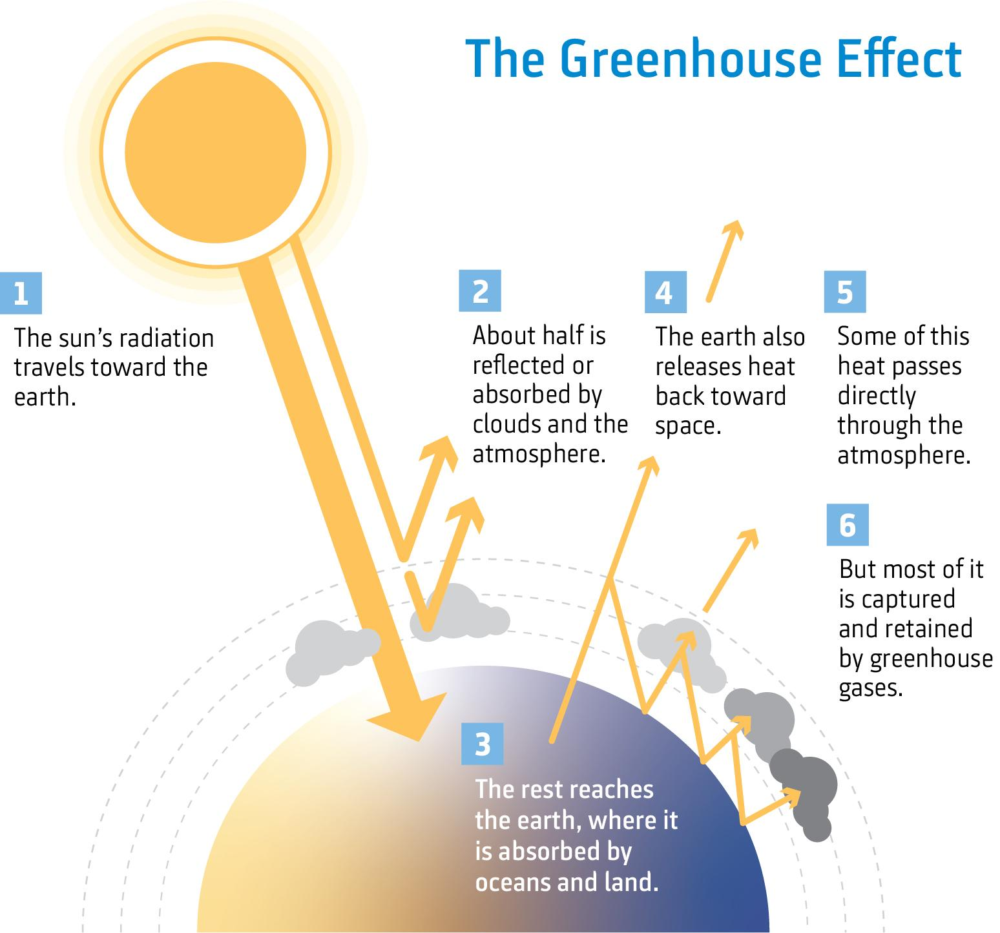 The Greenhouse Effect
1
The sun’s radiation
travels toward the
earth.
2
About half is
reflected or
absorbed by
clouds and the
atmosphere.
3
The rest reaches
the earth, where it
is absorbed by
oceans and land.
4
The earth also
releases heat
back toward
space.
5
Some of this
heat passes
directly
through the
atmosphere.
6
But most of it
is captured
and retained
by greenhouse
gases.